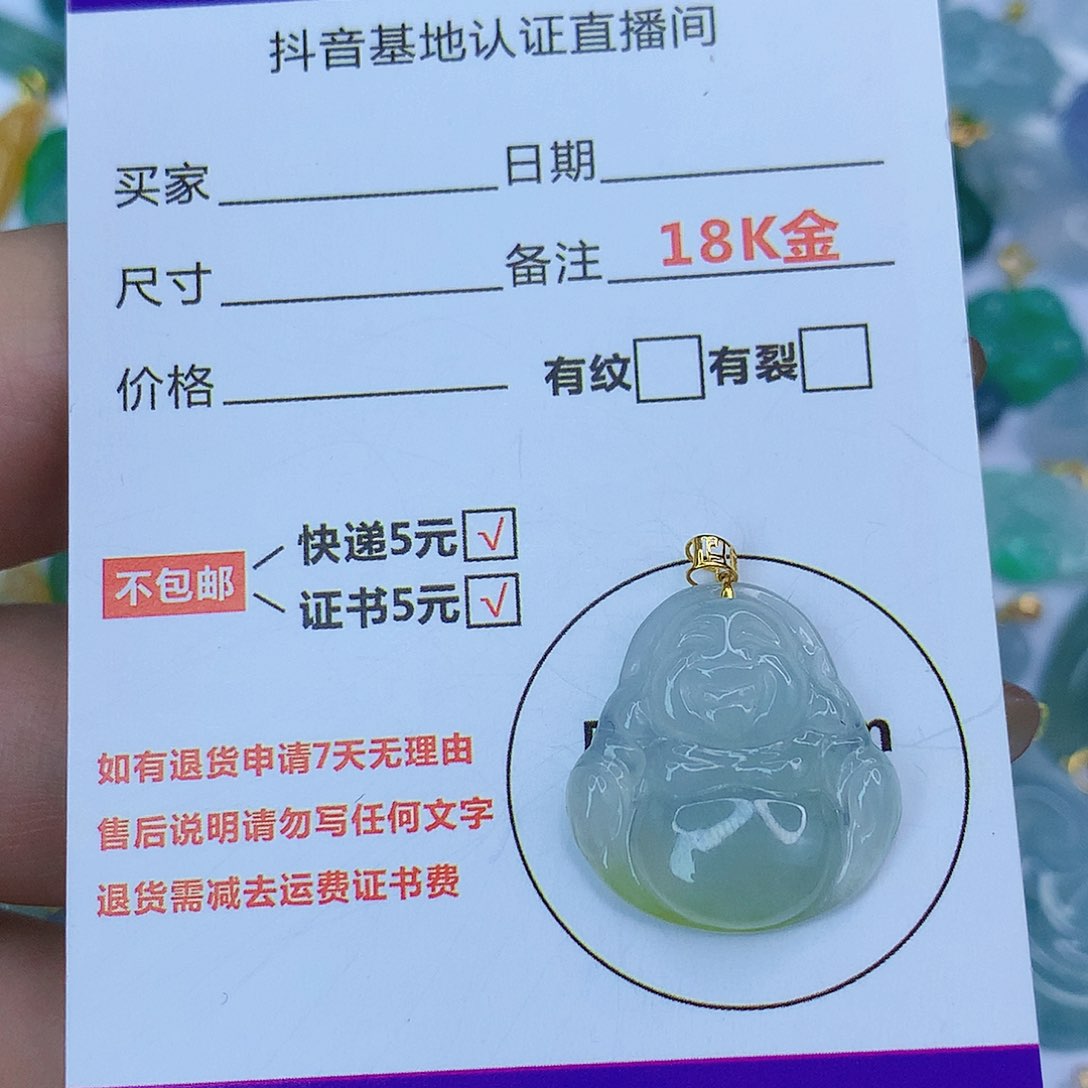 抖音基地认证直播间
买家 日期
尺寸 备注 18K金
价格 有纹 有裂
不包邮
快递5元 √
证书5元 √
如有退货申请7天无理由
售后说明请勿写任何文字
退货需减去运费证书费